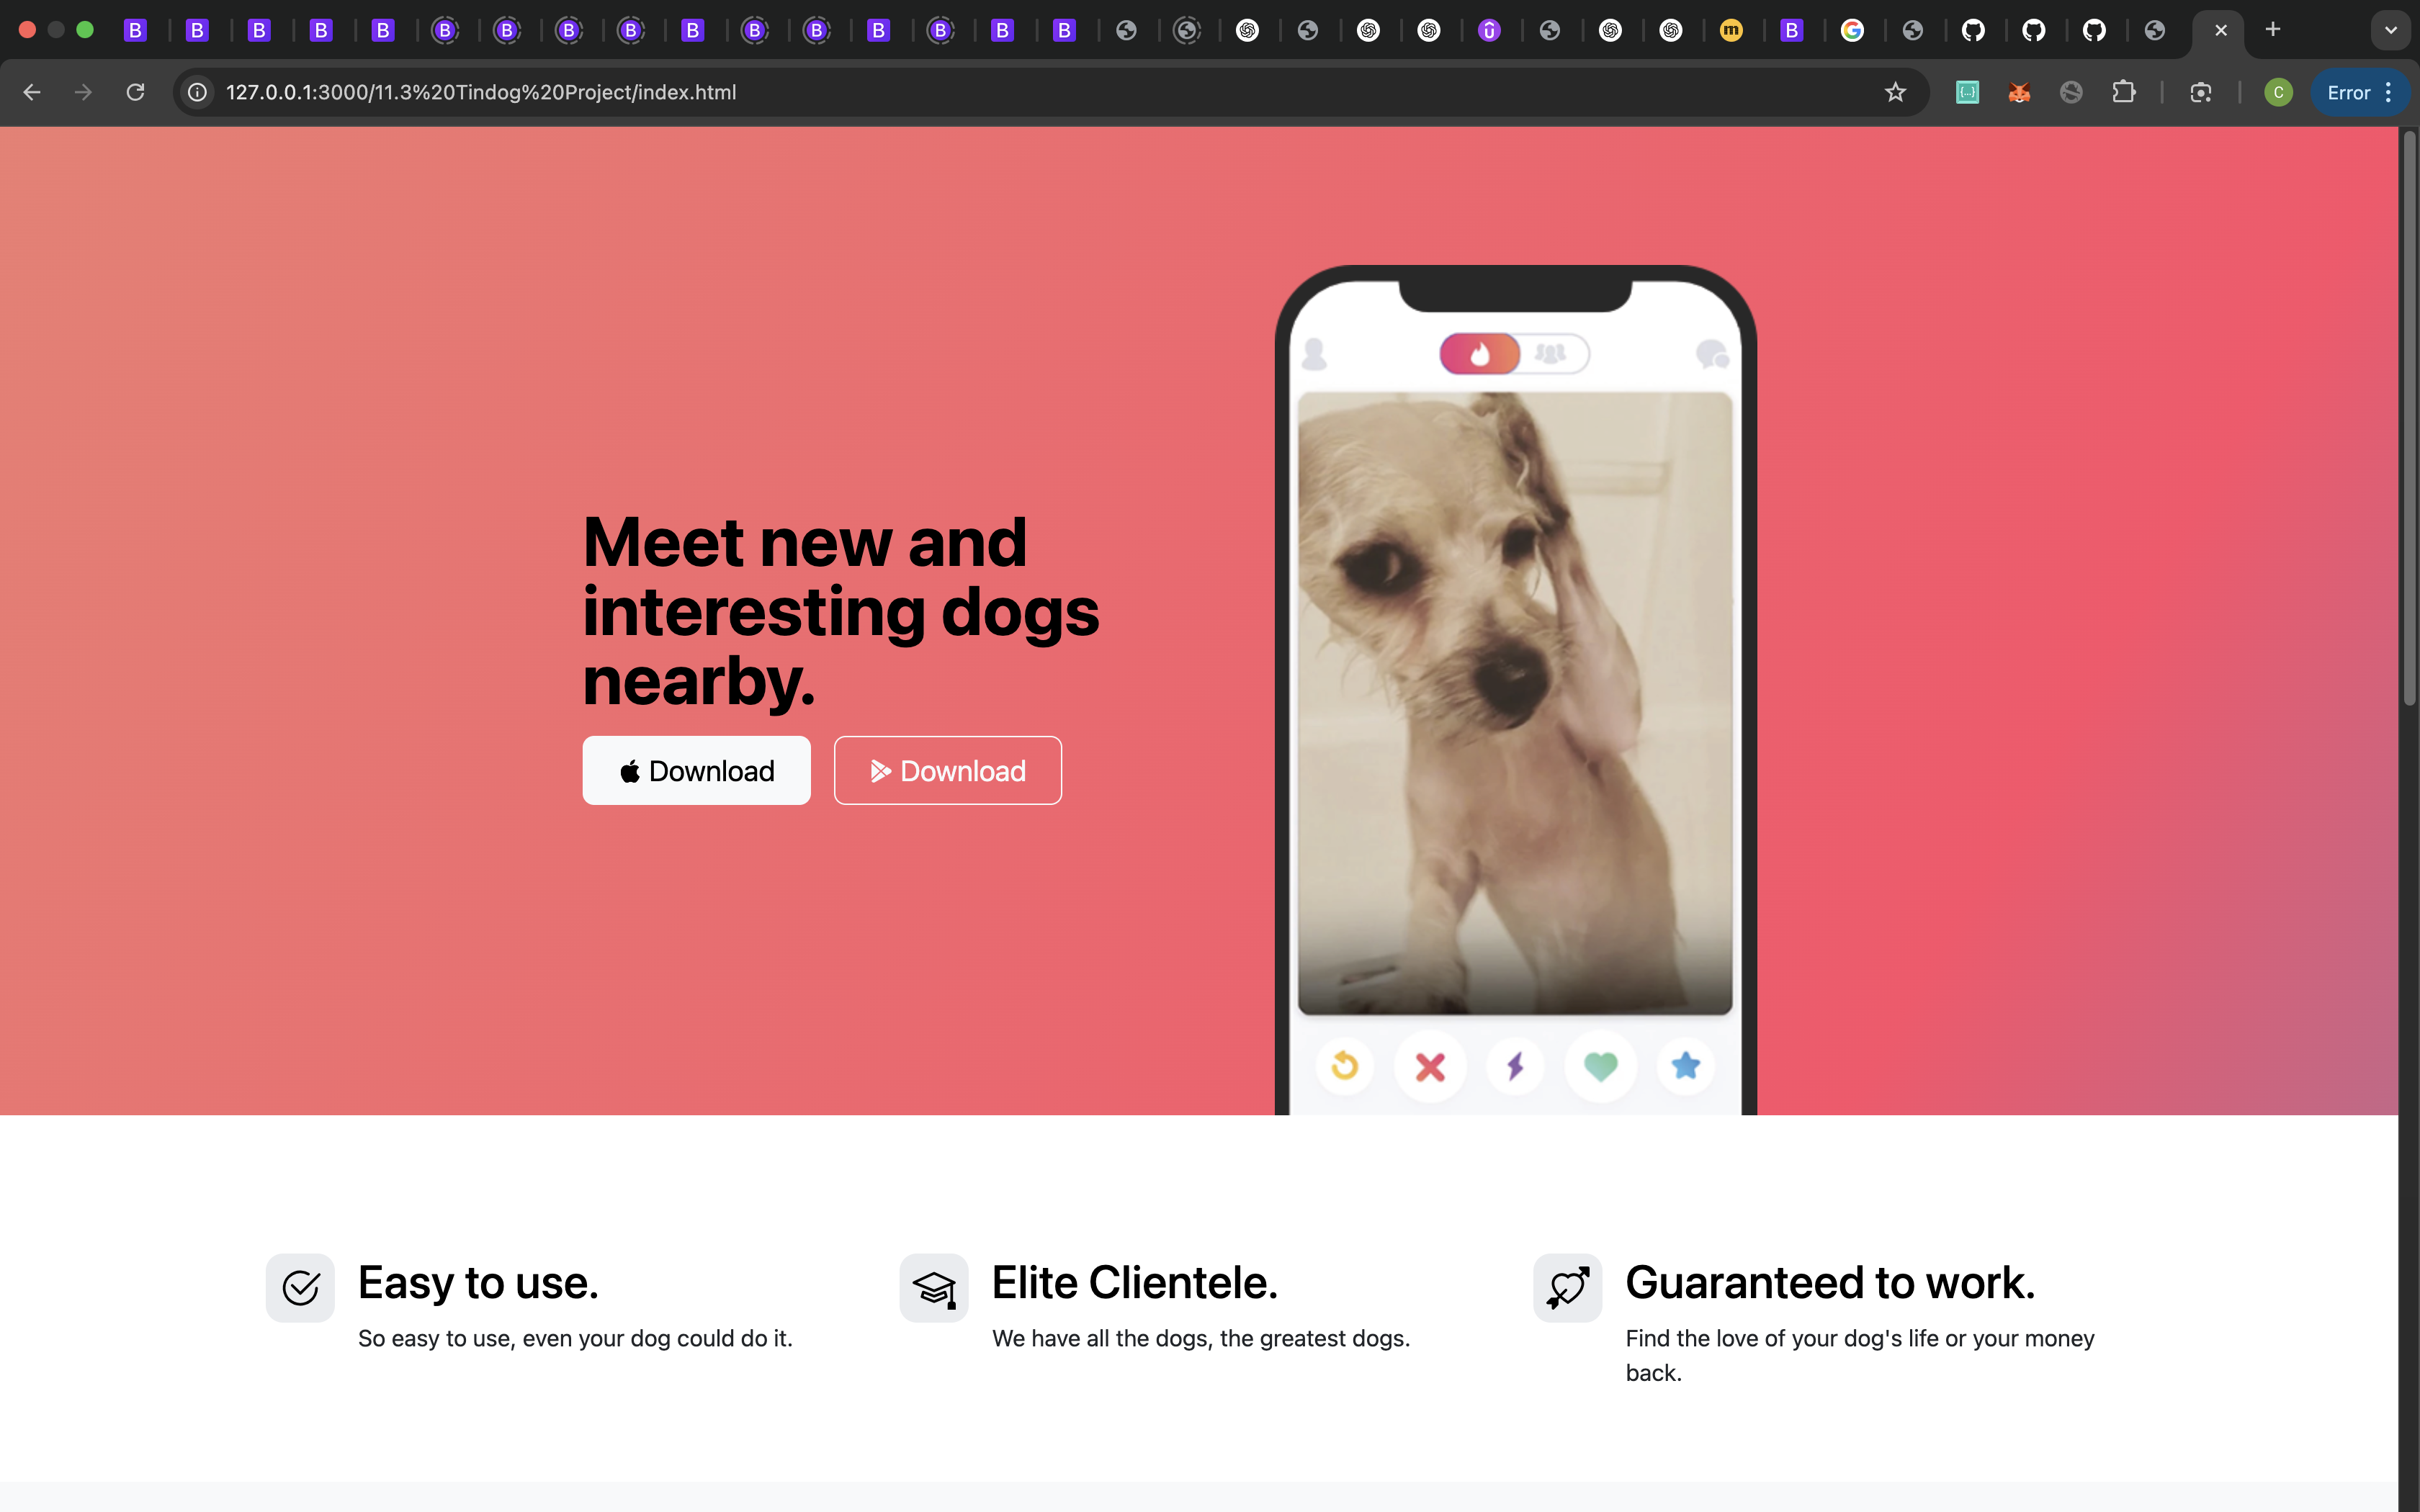 B B B B B B B B B B B B B B B B m B
127.0.0.1:3000/11.3%20Tindog%20Project/index.html
{...}
C
Error
Meet new and
interesting dogs
nearby.
Download
Download
Easy to use.
So easy to use, even your dog could do it.
Elite Clientele.
We have all the dogs, the greatest dogs.
Guaranteed to work.
Find the love of your dog's life or your money
back.